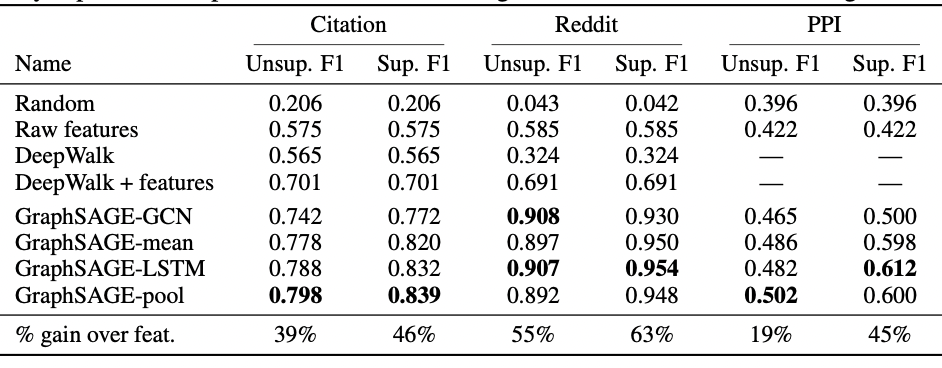 Citation Reddit PPI
Name Unsup. F1 Sup. F1 Unsup. F1 Sup. F1 Unsup. F1 Sup. F1
Random 0.206 0.206 0.043 0.042 0.396 0.396
Raw features 0.575 0.575 0.585 0.585 0.422 0.422
DeepWalk 0.565 0.565 0.324 0.324 — —
DeepWalk + features 0.701 0.701 0.691 0.691 — —
GraphSAGE-GCN 0.742 0.772 0.908 0.930 0.465 0.500
GraphSAGE-mean 0.778 0.820 0.897 0.950 0.486 0.598
GraphSAGE-LSTM 0.788 0.832 0.907 0.954 0.482 0.612
GraphSAGE-pool 0.798 0.839 0.892 0.948 0.502 0.600
% gain over feat. 39% 46% 55% 63% 19% 45%